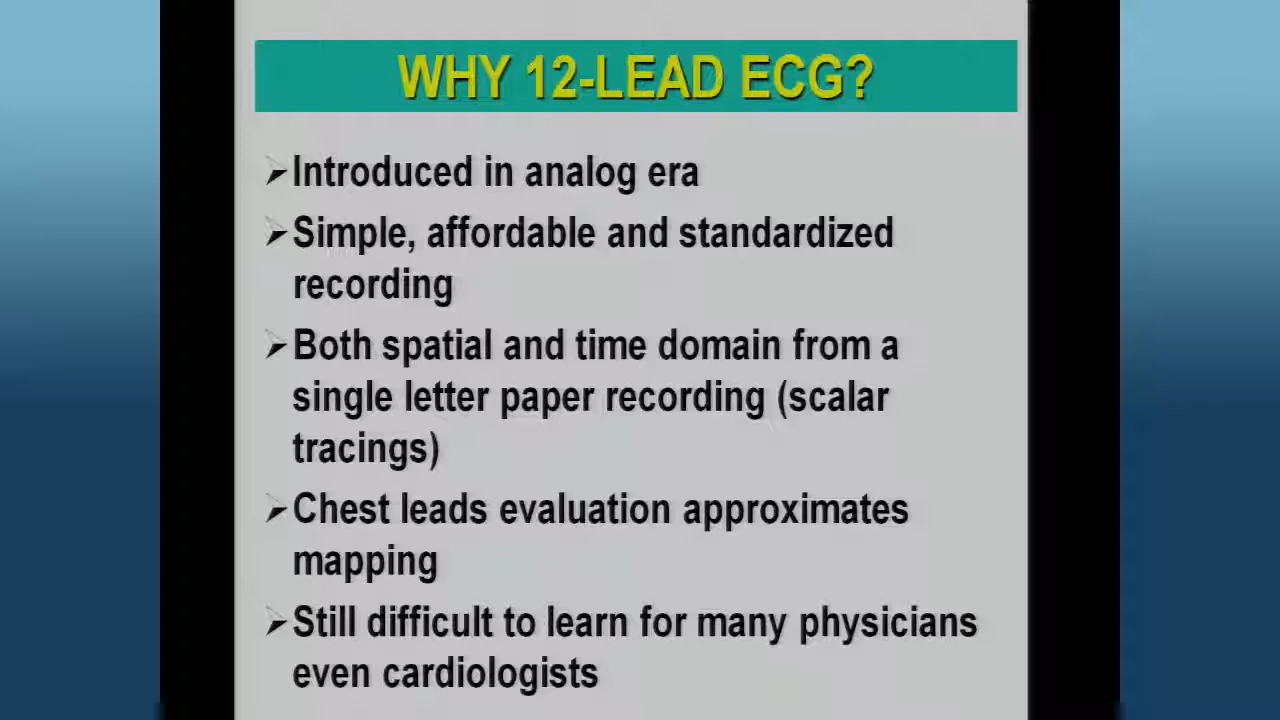 WHY 12-LEAD ECG?
➢Introduced in analog era
➢Simple, affordable and standardized
recording
➢Both spatial and time domain from a
single letter paper recording (scalar
tracings)
➢Chest leads evaluation approximates
mapping
➢Still difficult to learn for many physicians
even cardiologists